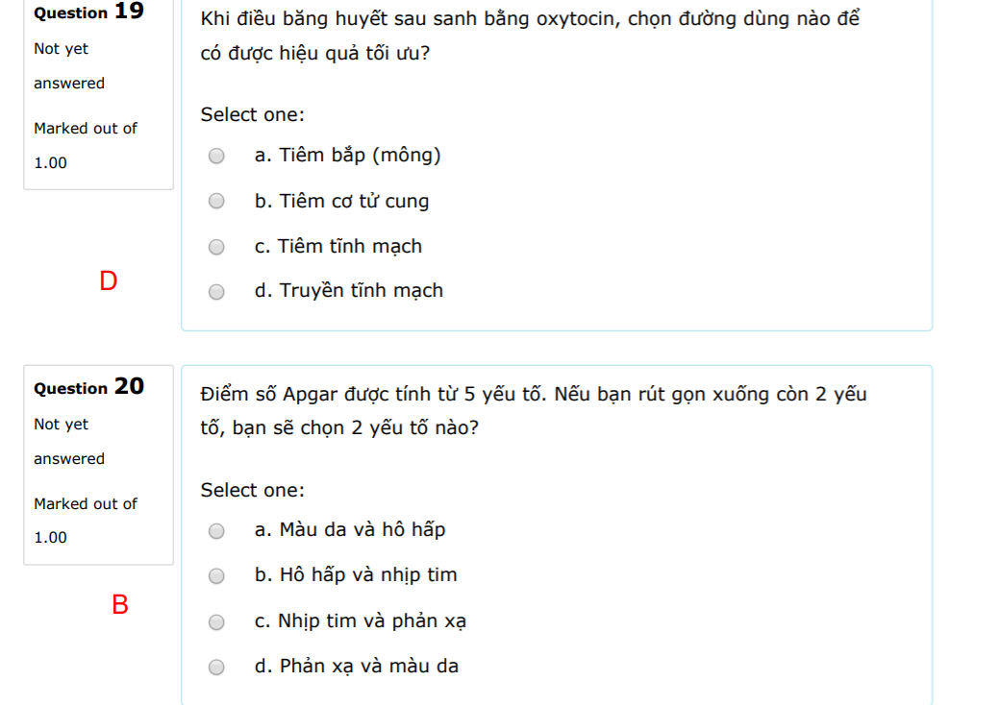 Question 19
Not yet
answered
Marked out of
1.00
D
Khi điều băng huyết sau sanh bằng oxytocin, chọn đường dùng nào để
có được hiệu quả tối ưu?
Select one:
a. Tiêm bắp (mông)
b. Tiêm cơ tử cung
c. Tiêm tĩnh mạch
d. Truyền tĩnh mạch
Question 20
Not yet
answered
Marked out of
1.00
B
Điểm số Apgar được tính từ 5 yếu tố. Nếu bạn rút gọn xuống còn 2 yếu
tố, bạn sẽ chọn 2 yếu tố nào?
Select one:
a. Màu da và hô hấp
b. Hô hấp và nhịp tim
c. Nhịp tim và phản xạ
d. Phản xạ và màu da